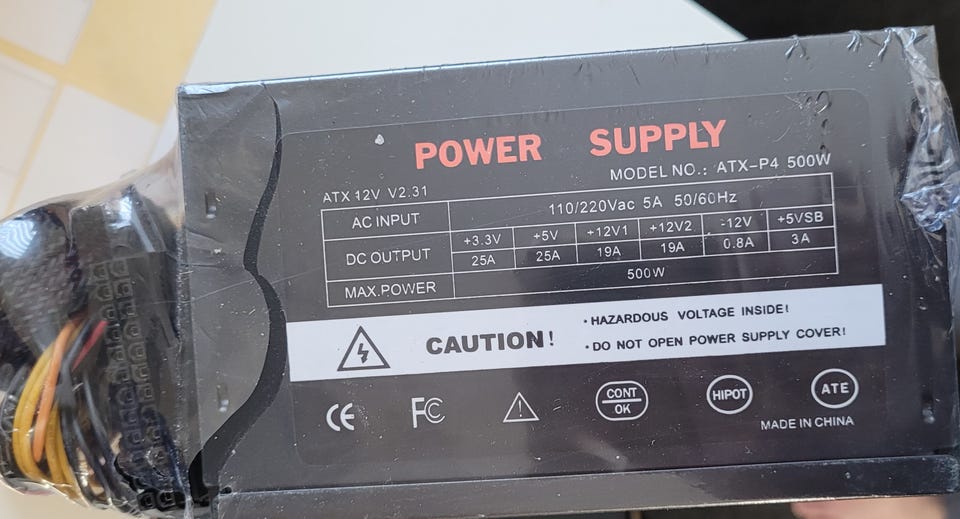 POWER SUPPLY
MODEL NO.: ATX-P4 500W
ATX 12V V2.31
AC INPUT 110/220Vac 5A 50/60Hz
DC OUTPUT +3.3V +5V +12V1 +12V2 -12V +5VSB
25A 25A 19A 19A 0.8A 3A
MAX.POWER 500W
CAUTION!
• HAZARDOUS VOLTAGE INSIDE!
• DO NOT OPEN POWER SUPPLY COVER!
CE FC CONT OK HIPOT ATE
MADE IN CHINA